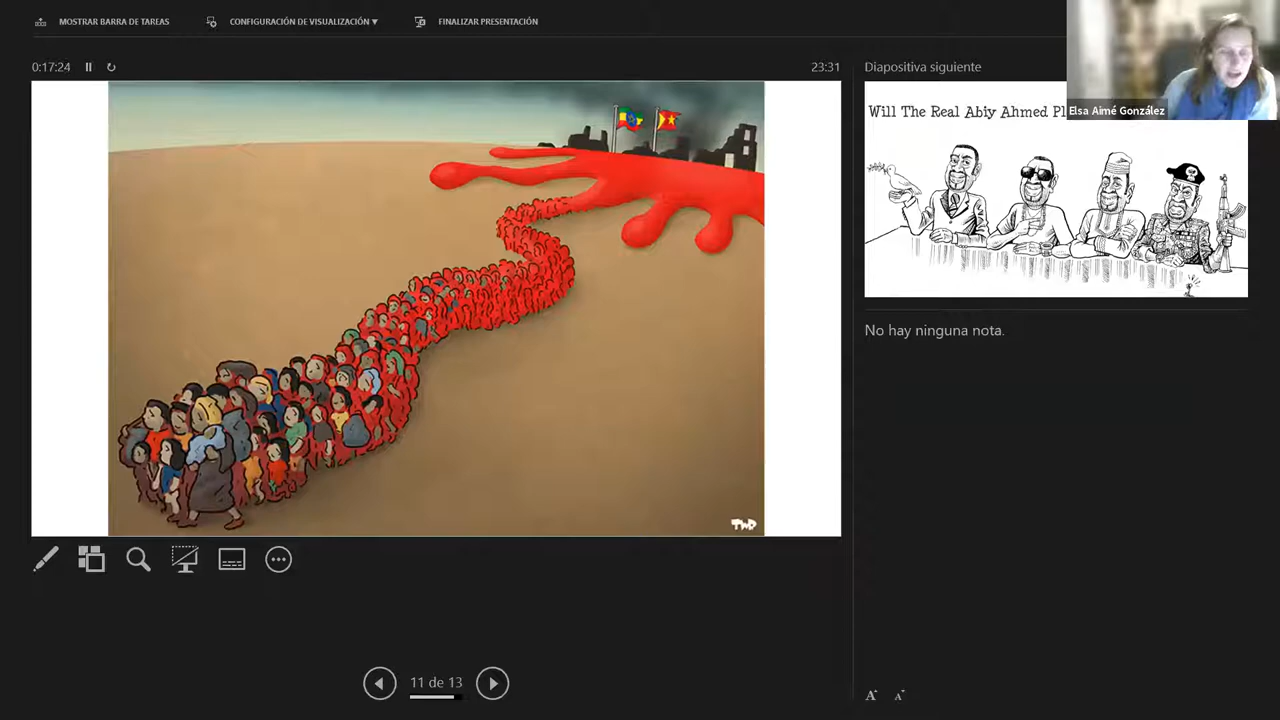 MOSTRAR BARRA DE TAREAS
CONFIGURACIÓN DE VISUALIZACIÓN ▼
FINALIZAR PRESENTACIÓN
0:17:24
23:31
Diapositiva siguiente
Elsa Aimé González
Will The Real Abiy Ahmed Pl
No hay ninguna nota.
TWD
11 de 13
A A